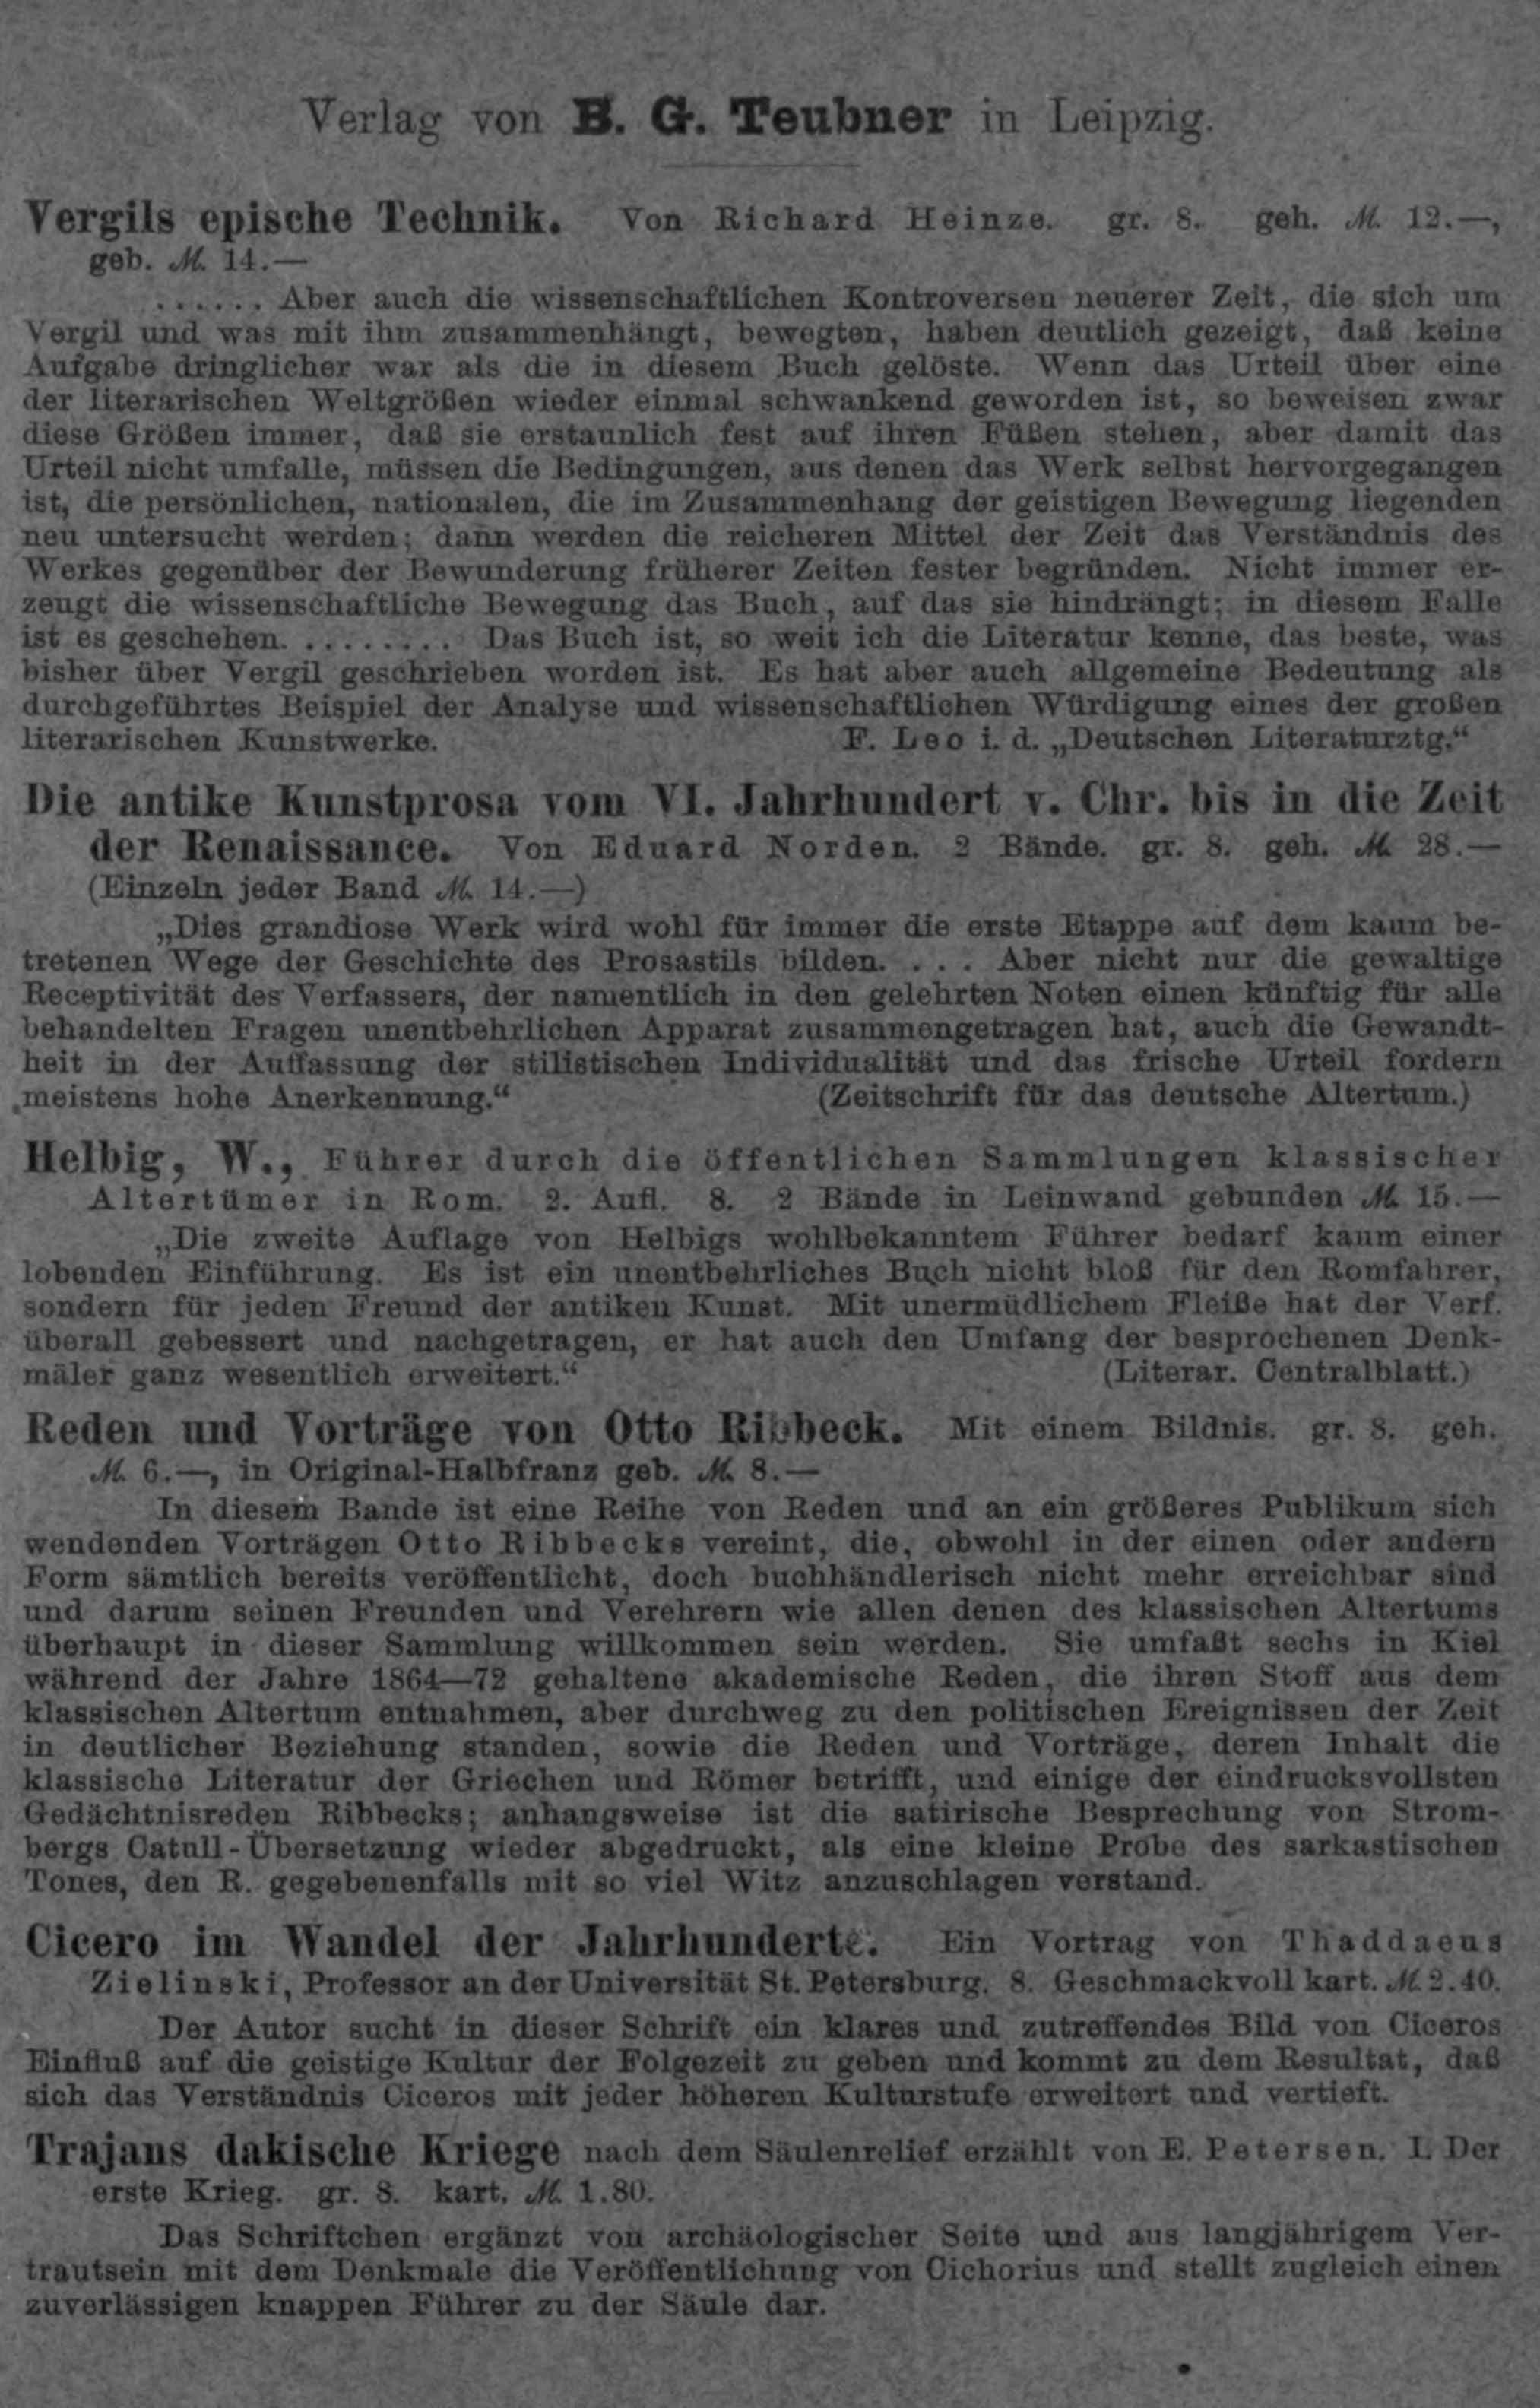 Verlag von B. G. Teubner in Leipzig.
Vergils epische Technik. Von Richard Heinze. gr. 8. geh. M. 12.—,
geb. M. 14.—
...... Aber auch die wissenschaftlichen Kontroversen neuerer Zeit, die sich um
Vergil und was mit ihm zusammenhängt, bewegten, haben deutlich gezeigt, daß keine
Aufgabe dringlicher war als die in diesem Buch gelöste. Wenn das Urteil über eine
der literarischen Weltgrößen wieder einmal schwankend geworden ist, so beweisen zwar
diese Größen immer, daß sie erstaunlich fest auf ihren Füßen stehen, aber damit das
Urteil nicht umfalle, müssen die Bedingungen, aus denen das Werk selbst hervorgegangen
ist, die persönlichen, nationalen, die im Zusammenhang der geistigen Bewegung liegenden
neu untersucht werden; dann werden die reicheren Mittel der Zeit das Verständnis des
Werkes gegenüber der Bewunderung früherer Zeiten fester begründen. Nicht immer er-
zeugt die wissenschaftliche Bewegung das Buch, auf das sie hindrängt; in diesem Falle
ist es geschehen. ........ Das Buch ist, so weit ich die Literatur kenne, das beste, was
bisher über Vergil geschrieben worden ist. Es hat aber auch allgemeine Bedeutung als
durchgeführtes Beispiel der Analyse und wissenschaftlichen Würdigung eines der großen
literarischen Kunstwerke. F. Leo i. d. „Deutschen Literaturztg.“
Die antike Kunstprosa vom VI. Jahrhundert v. Chr. bis in die Zeit
der Renaissance. Von Eduard Norden. 2 Bände. gr. 8. geh. M. 28.—
(Einzeln jeder Band M. 14.—)
„Dies grandiose Werk wird wohl für immer die erste Etappe auf dem kaum be-
tretenen Wege der Geschichte des Prosastils bilden. . . . Aber nicht nur die gewaltige
Receptivität des Verfassers, der namentlich in den gelehrten Noten einen künftig für alle
behandelten Fragen unentbehrlichen Apparat zusammengetragen hat, auch die Gewandt-
heit in der Auffassung der stilistischen Individualität und das frische Urteil fordern
meistens hohe Anerkennung.“ (Zeitschrift für das deutsche Altertum.)
Helbig, W., Führer durch die öffentlichen Sammlungen klassischer
Altertümer in Rom. 2. Aufl. 8. 2 Bände in Leinwand gebunden M. 15.—
„Die zweite Auflage von Helbigs wohlbekanntem Führer bedarf kaum einer
lobenden Einführung. Es ist ein unentbehrliches Buch nicht bloß für den Romfahrer,
sondern für jeden Freund der antiken Kunst. Mit unermüdlichem Fleiße hat der Verf.
überall gebessert und nachgetragen, er hat auch den Umfang der besprochenen Denk-
mäler ganz wesentlich erweitert.“ (Literar. Centralblatt.)
Reden und Vorträge von Otto Ribbeck. Mit einem Bildnis. gr. 8. geh.
M. 6.—, in Original-Halbfranz geb. M. 8.—
In diesem Bande ist eine Reihe von Reden und an ein größeres Publikum sich
wendenden Vorträgen Otto Ribbecks vereint, die, obwohl in der einen oder andern
Form sämtlich bereits veröffentlicht, doch buchhändlerisch nicht mehr erreichbar sind
und darum seinen Freunden und Verehrern wie allen denen des klassischen Altertums
überhaupt in dieser Sammlung willkommen sein werden. Sie umfaßt sechs in Kiel
während der Jahre 1864—72 gehaltene akademische Reden, die ihren Stoff aus dem
klassischen Altertum entnahmen, aber durchweg zu den politischen Ereignissen der Zeit
in deutlicher Beziehung standen, sowie die Reden und Vorträge, deren Inhalt die
klassische Literatur der Griechen und Römer betrifft, und einige der eindrucksvollsten
Gedächtnisreden Ribbecks; anhangsweise ist die satirische Besprechung von Strom-
bergs Catull-Übersetzung wieder abgedruckt, als eine kleine Probe des sarkastischen
Tones, den R. gegebenenfalls mit so viel Witz anzuschlagen verstand.
Cicero im Wandel der Jahrhunderte. Ein Vortrag von Thaddaeus
Zielinski, Professor an der Universität St. Petersburg. 8. Geschmackvoll kart. M. 2.40.
Der Autor sucht in dieser Schrift ein klares und zutreffendes Bild von Ciceros
Einfluß auf die geistige Kultur der Folgezeit zu geben und kommt zu dem Resultat, daß
sich das Verständnis Ciceros mit jeder höheren Kulturstufe erweitert und vertieft.
Trajans dakische Kriege nach dem Säulenrelief erzählt von E. Petersen. I. Der
erste Krieg. gr. 8. kart. M. 1.80.
Das Schriftchen ergänzt von archäologischer Seite und aus langjährigem Ver-
trautsein mit dem Denkmale die Veröffentlichung von Cichorius und stellt zugleich einen
zuverlässigen knappen Führer zu der Säule dar.